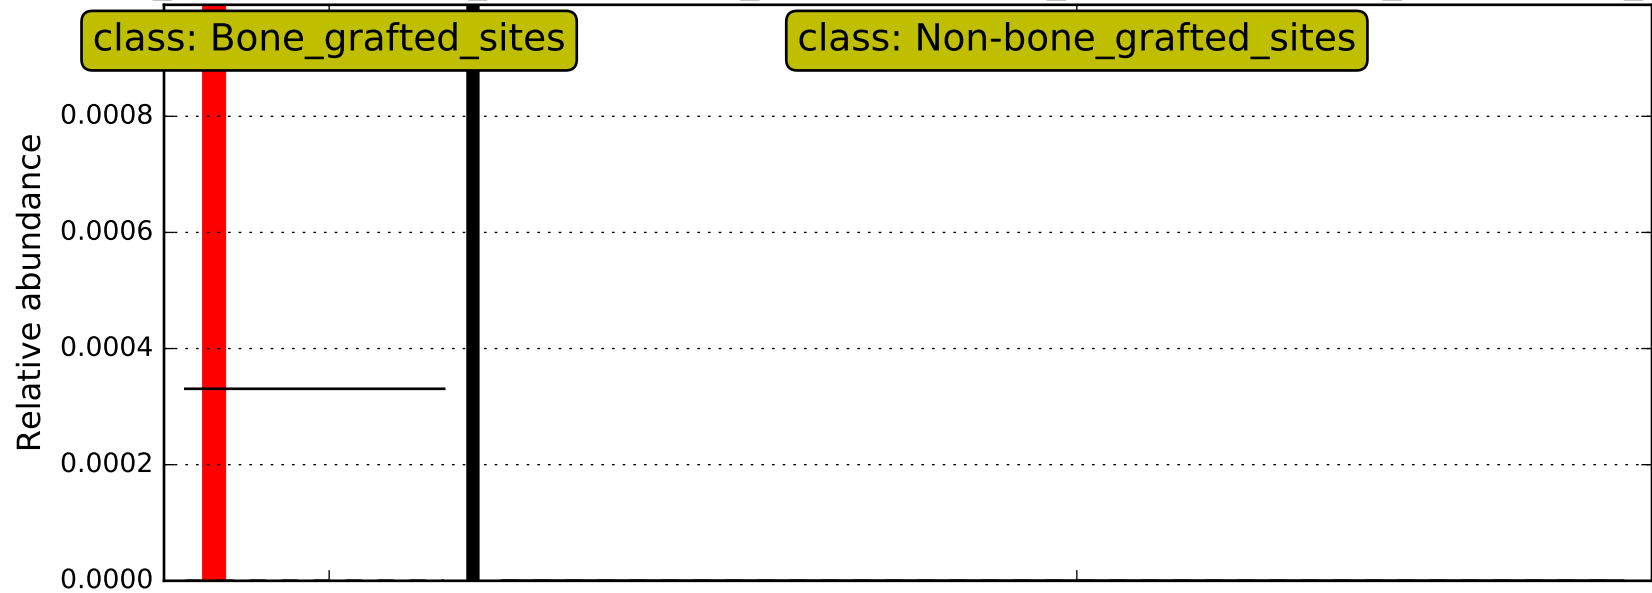 class: Bone_grafted_sites
class: Non-bone_grafted_sites
0.0008
0.0006
0.0004
0.0002
0.0000
Relative abundance